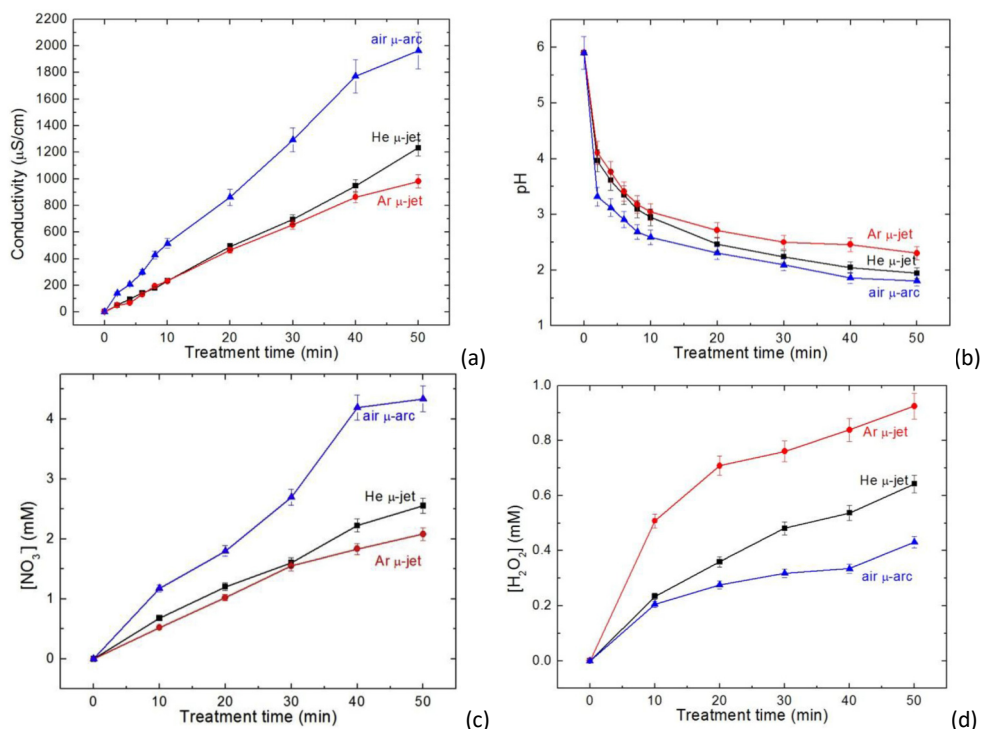 2200
2000
1800
1600
1400
1200
1000
800
600
400
200
0
Conductivity (µS/cm)
air µ-arc
He µ-jet
Ar µ-jet
0 10 20 30 40 50
Treatment time (min)
(a)
6
5
4
3
2
1
pH
Ar µ-jet
He µ-jet
air µ-arc
0 10 20 30 40 50
Treatment time (min)
(b)
4
3
2
1
0
[NO₃] (mM)
air µ-arc
He µ-jet
Ar µ-jet
0 10 20 30 40 50
Treatment time (min)
(c)
1.0
0.8
0.6
0.4
0.2
0.0
[H₂O₂] (mM)
Ar µ-jet
He µ-jet
air µ-arc
0 10 20 30 40 50
Treatment time (min)
(d)